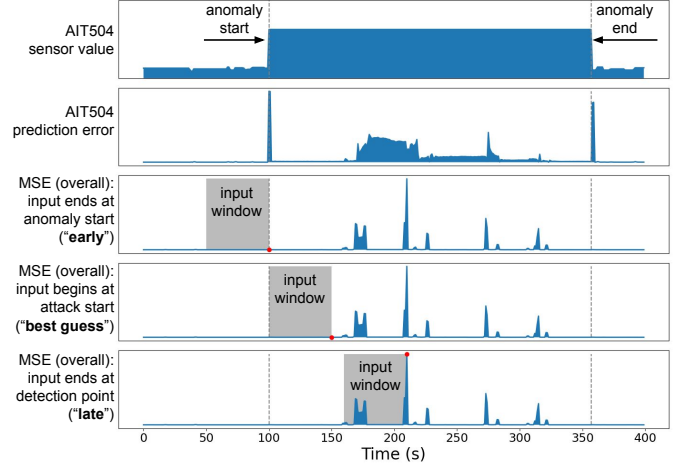 anomaly
start
anomaly
end
AIT504
sensor value
AIT504
prediction error
MSE (overall):
input ends at
anomaly start
(“early”)
input
window
MSE (overall):
input begins at
attack start
(“best guess”)
input
window
MSE (overall):
input ends at
detection point
(“late”)
input
window
0 50 100 150 200 250 300 350 400
Time (s)